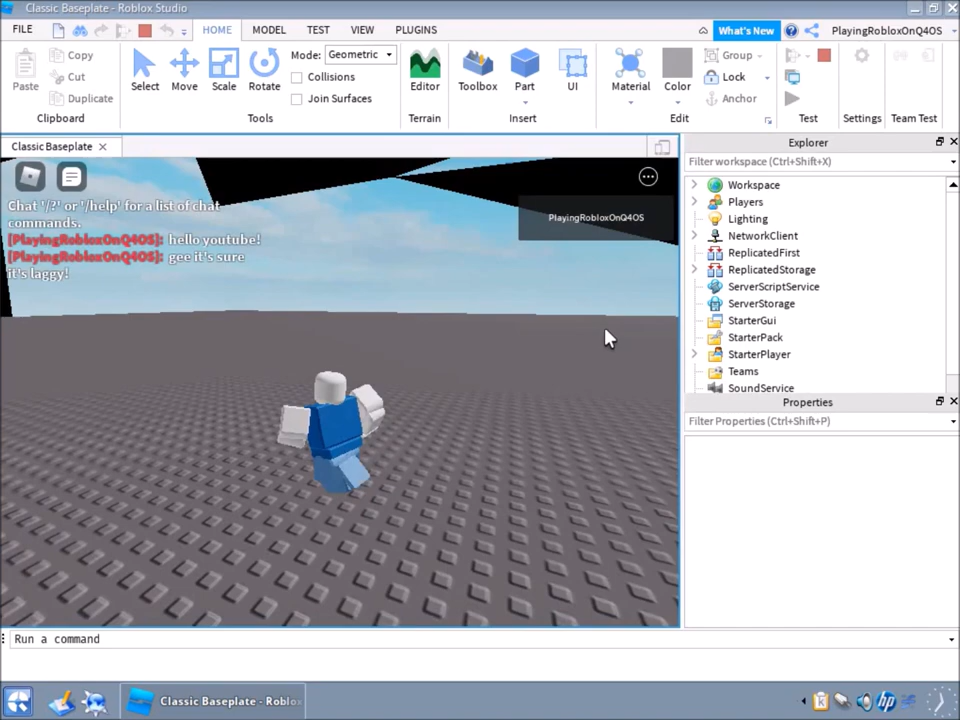 Classic Baseplate - Roblox Studio
FILE
HOME
MODEL
TEST
VIEW
PLUGINS
What's New
PlayingRobloxOnQ4OS
Paste
Copy
Cut
Duplicate
Clipboard
Select
Move
Scale
Rotate
Mode: Geometric
Collisions
Join Surfaces
Tools
Editor
Terrain
Toolbox
Part
UI
Insert
Material
Color
Group
Lock
Anchor
Edit
Test
Settings
Team Test
Classic Baseplate
Chat '/?' or '/help' for a list of chat
commands.
[PlayingRobloxOnQ4OS]: hello youtube!
[PlayingRobloxOnQ4OS]: gee it's sure
it's laggy!
PlayingRobloxOnQ4OS
Explorer
Filter workspace (Ctrl+Shift+X)
Workspace
Players
Lighting
NetworkClient
ReplicatedFirst
ReplicatedStorage
ServerScriptService
ServerStorage
StarterGui
StarterPack
StarterPlayer
Teams
SoundService
Properties
Filter Properties (Ctrl+Shift+P)
Run a command
Classic Baseplate - Roblox
hp